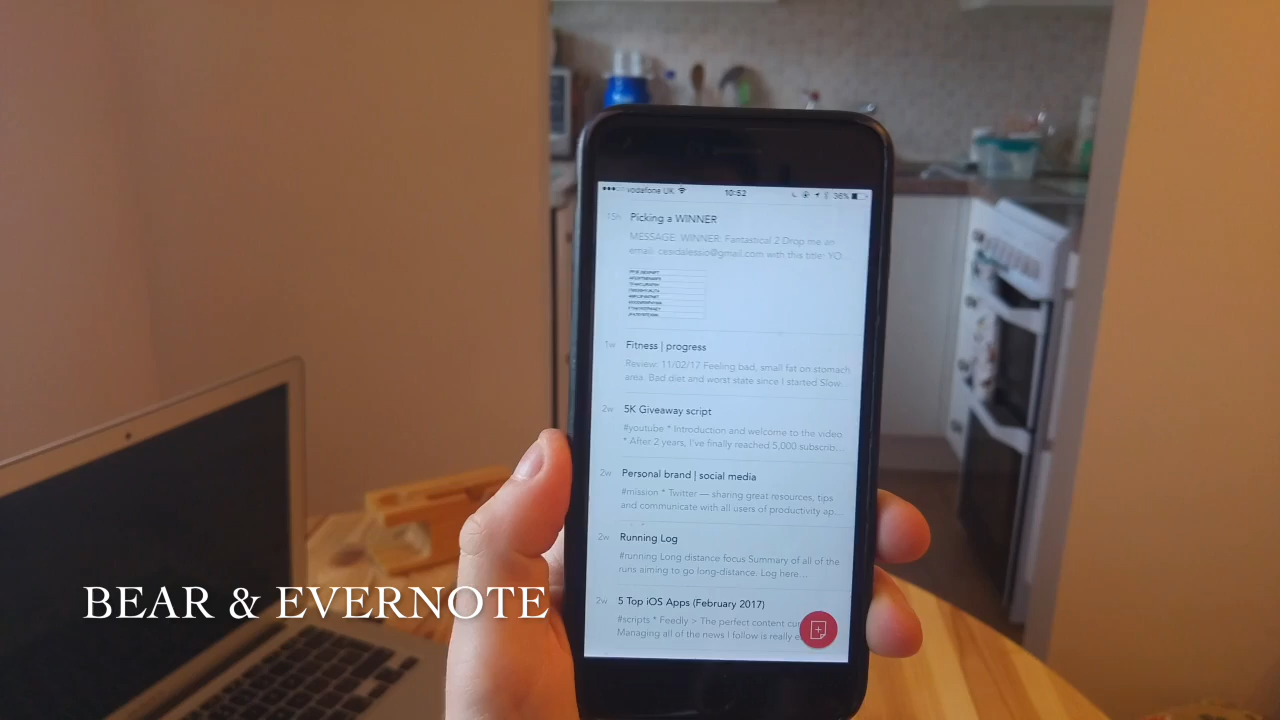 vodafone UK 10:52 36%
15h Picking a WINNER
MESSAGE: WINNER: Fantastical 2 Drop me an
email: cesidalessio@gmail.com with this title: YO...
1w Fitness | progress
Review: 11/02/17 Feeling bad, small fat on stomach
area. Bad diet and worst state since I started Slow...
2w 5K Giveaway script
#youtube * Introduction and welcome to the video
* After 2 years, I've finally reached 5,000 subscrib...
2w Personal brand | social media
#mission * Twitter — sharing great resources, tips
and communicate with all users of productivity ap...
2w Running Log
#running Long distance focus Summary of all of the
runs aiming to go long-distance. Log here...
2w 5 Top iOS Apps (February 2017)
#scripts * Feedly > The perfect content
Managing all of the news I follow is really
BEAR & EVERNOTE